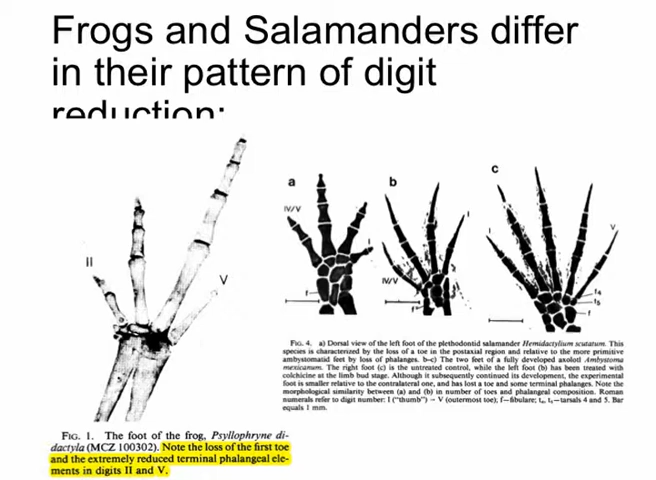 Frogs and Salamanders differ
in their pattern of digit
reduction:
II
V
a
IV/V
I
f
b
I
IV/V
f
c
V
t₄
t₅
f
FIG. 4. a) Dorsal view of the left foot of the plethodontid salamander Hemidactylium scutatum. This
species is characterized by the loss of a toe in the postaxial region and relative to the more primitive
ambystomatid feet by loss of phalanges. b–c) The two feet of a fully developed axolotl Ambystoma
mexicanum. The right foot (c) is the untreated control, while the left foot (b) has been treated with
colchicine at the limb bud stage. Although it subsequently continued its development, the experimental
foot is smaller relative to the contralateral one, and has lost a toe and some terminal phalanges. Note the
morphological similarity between (a) and (b) in number of toes and phalangeal composition. Roman
numerals refer to digit number: I ("thumb") – V (outermost toe); f—fibulare; t₄, t₅—tarsals 4 and 5. Bar
equals 1 mm.
FIG. 1. The foot of the frog, Psyllophryne di-
dactyla (MCZ 100302). Note the loss of the first toe
and the extremely reduced terminal phalangeal ele-
ments in digits II and V.